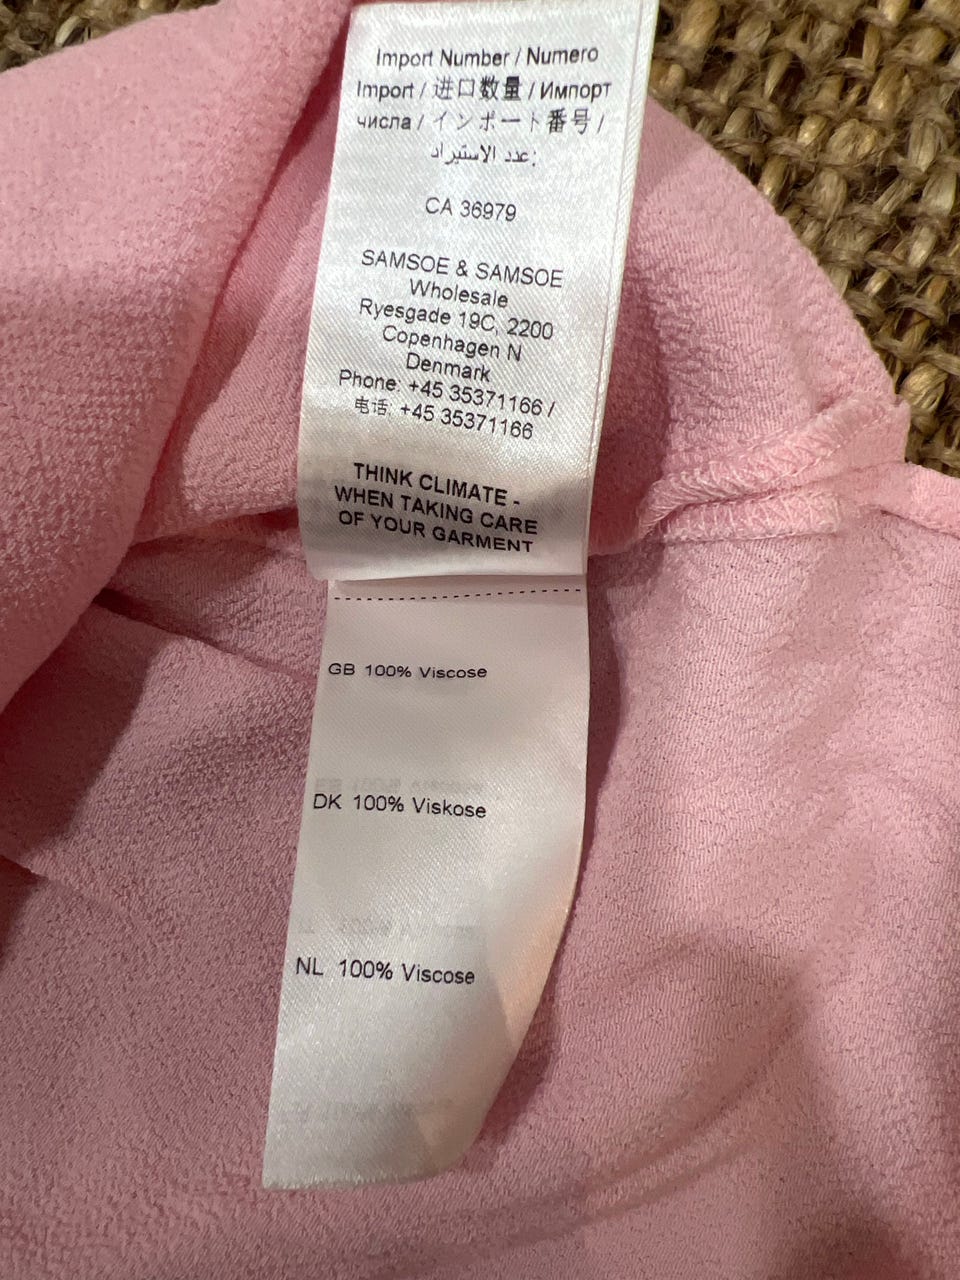 Import Number / Numero
Import / 进口数量 / Импорт
числа / インポート番号 /
عدد الاستيراد:
CA 36979
SAMSOE & SAMSOE
Wholesale
Ryesgade 19C, 2200
Copenhagen N
Denmark
Phone: +45 35371166 /
电话: +45 35371166
THINK CLIMATE -
WHEN TAKING CARE
OF YOUR GARMENT
GB 100% Viscose
DK 100% Viskose
NL 100% Viscose